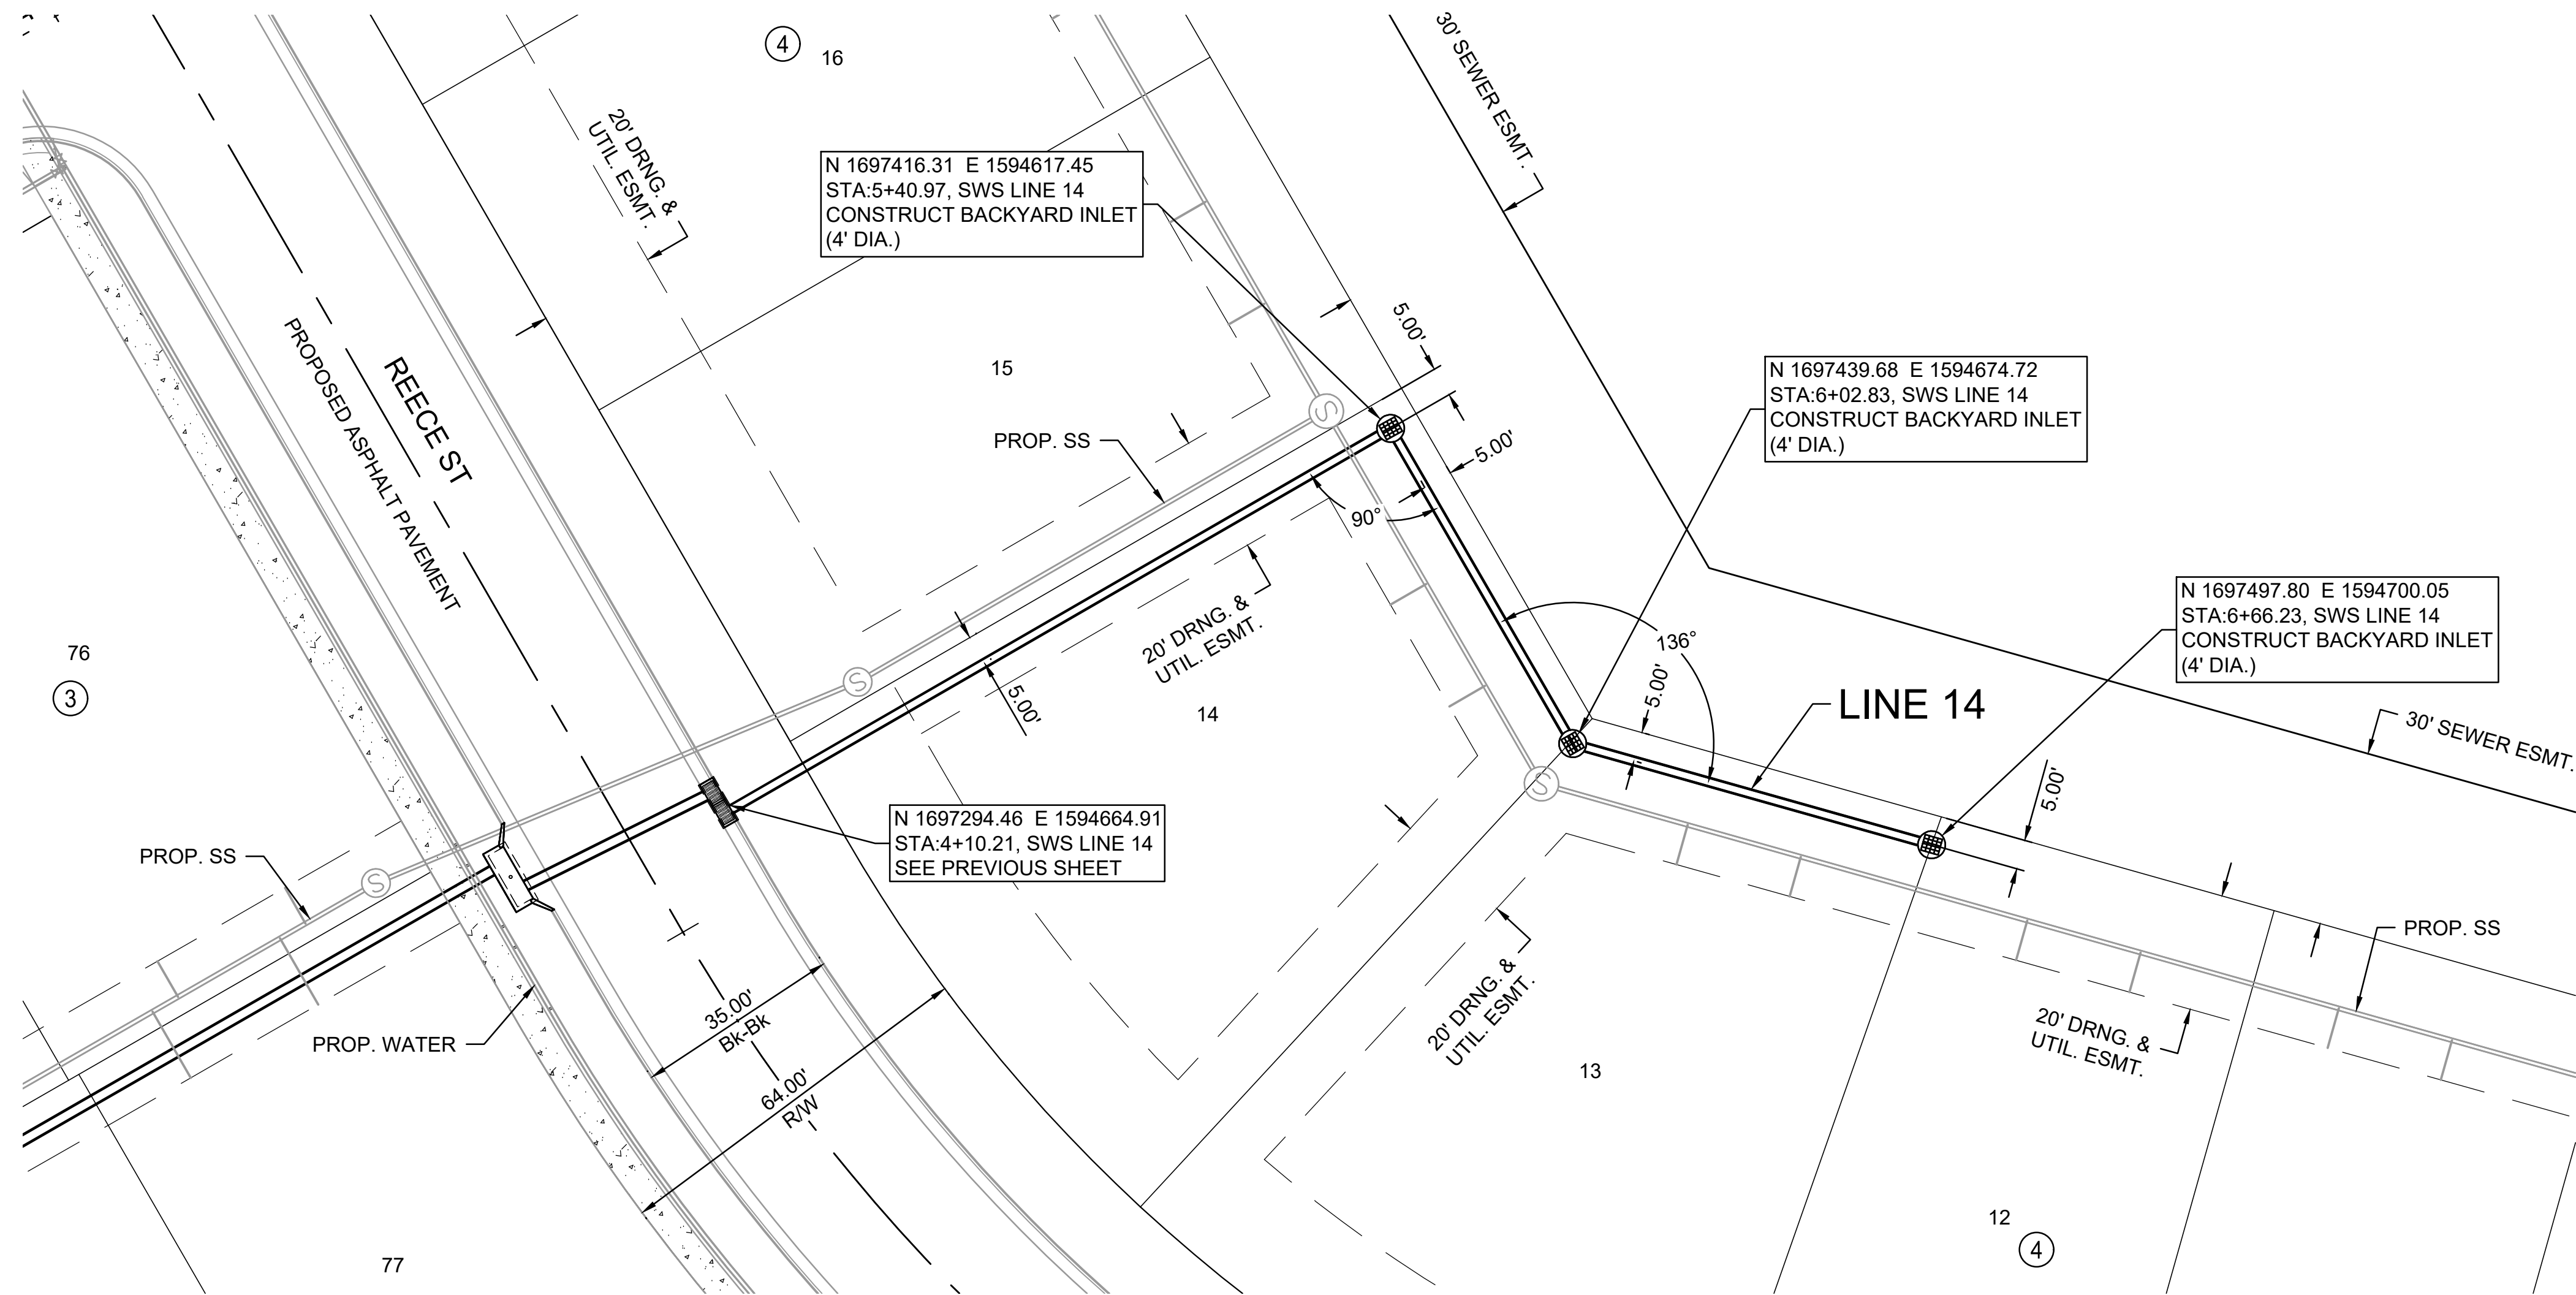 4
16
30' SEWER ESMT.
20' DRNG. &
UTIL. ESMT.
N 1697416.31 E 1594617.45
STA:5+40.97, SWS LINE 14
CONSTRUCT BACKYARD INLET
(4' DIA.)
REECE ST
PROPOSED ASPHALT PAVEMENT
15
5.00'
PROP. SS
5.00'
90°
N 1697439.68 E 1594674.72
STA:6+02.83, SWS LINE 14
CONSTRUCT BACKYARD INLET
(4' DIA.)
N 1697497.80 E 1594700.05
STA:6+66.23, SWS LINE 14
CONSTRUCT BACKYARD INLET
(4' DIA.)
20' DRNG. &
UTIL. ESMT.
136°
76
3
S
S
5.00'
14
5.00'
LINE 14
30' SEWER ESMT.
5.00'
S
N 1697294.46 E 1594664.91
STA:4+10.21, SWS LINE 14
SEE PREVIOUS SHEET
PROP. SS
S
PROP. SS
PROP. WATER
35.00'
Bk-Bk
64.00'
R/W
20' DRNG. &
UTIL. ESMT.
20' DRNG. &
UTIL. ESMT.
13
12
4
77